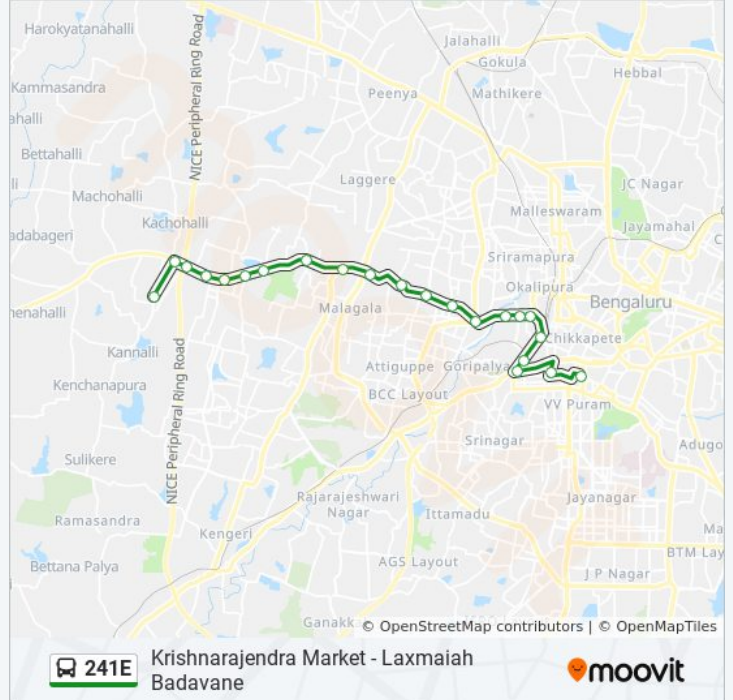 Harokyatanahalli
NICE Peripheral Ring Road
Jalahalli
Gokula
Hebbal
Kammasandra
Peenya
Mathikere
ahalli
Bettahalli
li
Laggere
JC Nagar
Machohalli
Malleswaram
Kachohalli
Jayamahal
adabageri
C
Sriramapura
Okalipura
Bengaluru
henahalli
Malagala
Chikkapete
Kannalli
Attiguppe
Goripalya
Kenchanapura
BCC Layout
NICE Peripheral Ring Road
VV Puram
Srinagar
Adugo
Sulikere
Rajarajeshwari
Nagar
Jayanagar
Ramasandra
Ittamadu
Ma
Kengeri
BTM Lay
Bettana Palya
AGS Layout
J P Nagar
Ganakk
© OpenStreetMap contributors | © OpenMapTiles
241E
Krishnarajendra Market - Laxmaiah
Badavane
moovit